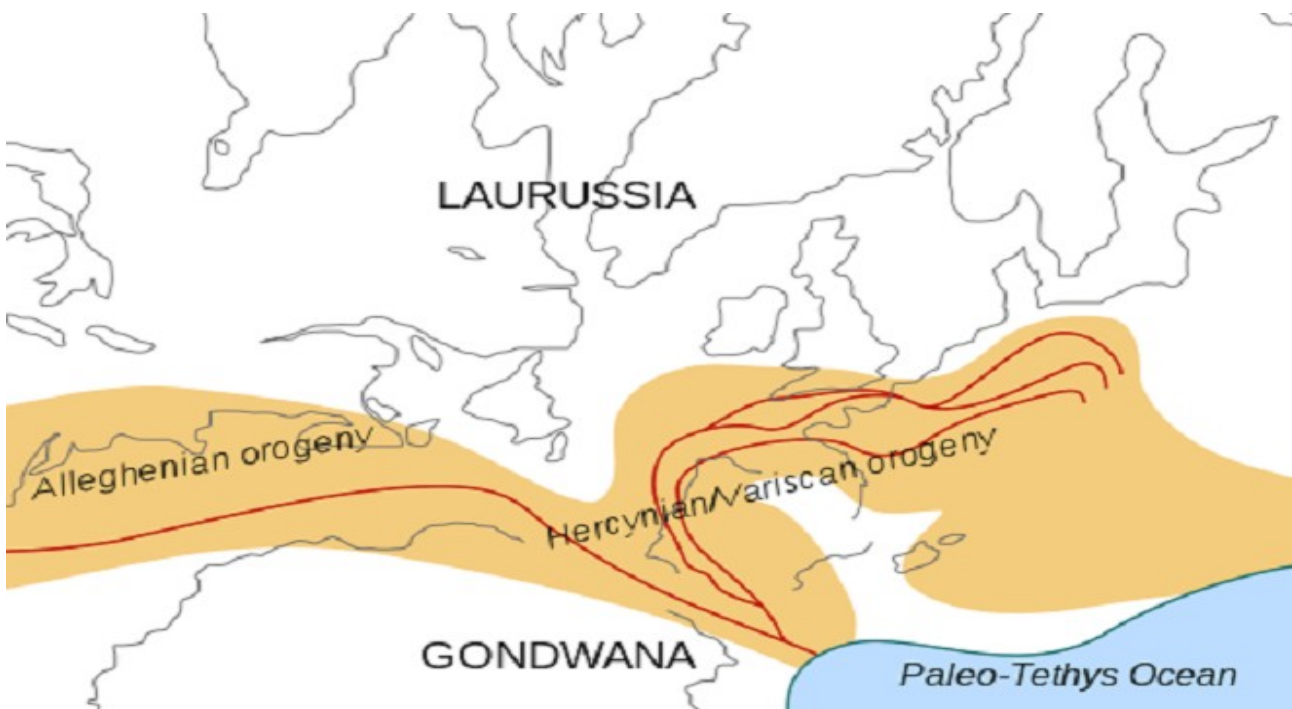 LAURUSSIA
Alleghenian orogeny
Hercynian/Variscan orogeny
GONDWANA
Paleo-Tethys Ocean